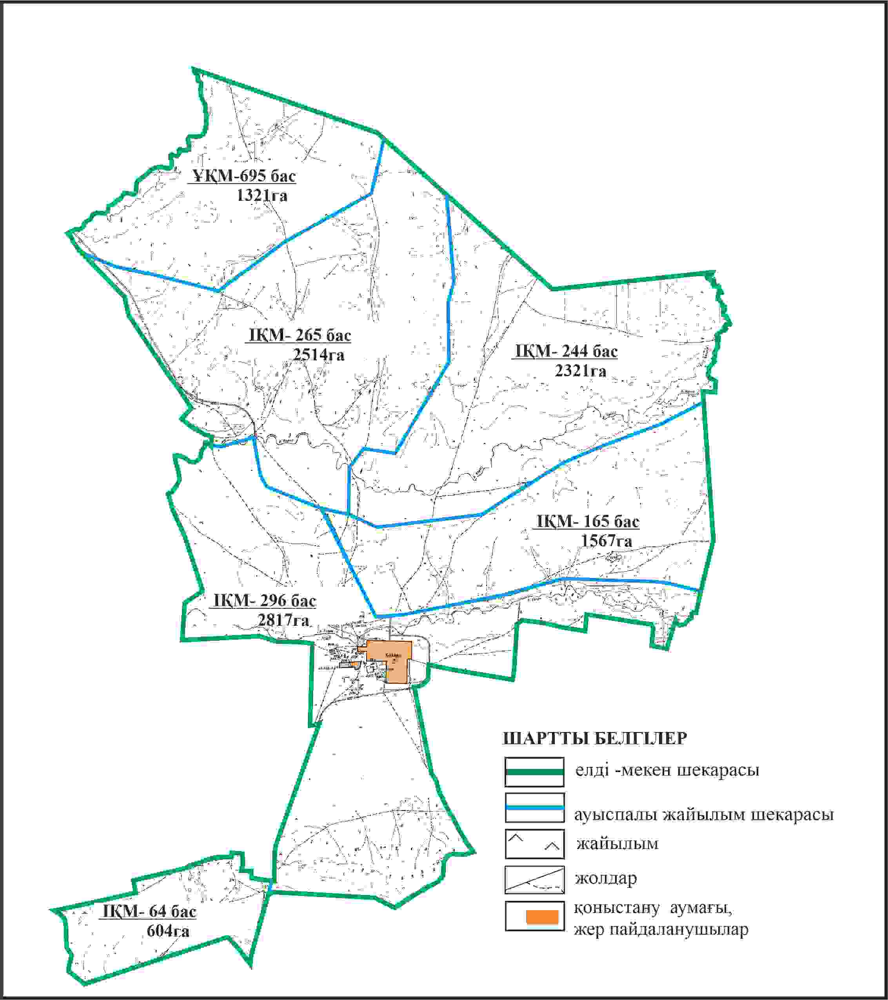 ҰҚМ-695 бас
1321га
ІҚМ- 265 бас
2514га
ІҚМ- 244 бас
2321га
ІҚМ- 165 бас
1567га
ІҚМ- 296 бас
2817га
ІҚМ- 64 бас
604га
ШАРТТЫ БЕЛГІЛЕР
елді -мекен шекарасы
ауыспалы жайылым шекарасы
жайылым
жолдар
қоныстану аумағы,
жер пайдаланушылар